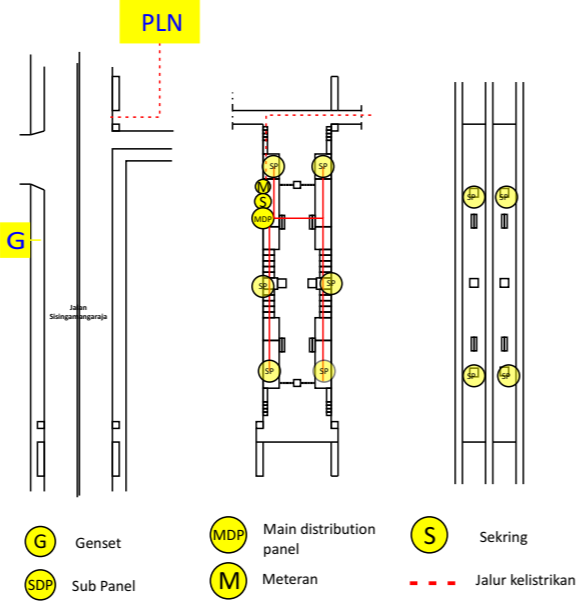 PLN
G
Jalan
Sisingamangaraja
SP
SP
M
S
MDP
SP
SP
SP
SP
SP
SP
SP
SP
G
Genset
MDP
Main distribution
panel
S
Sekring
SDP
Sub Panel
M
Meteran
Jalur kelistrikan